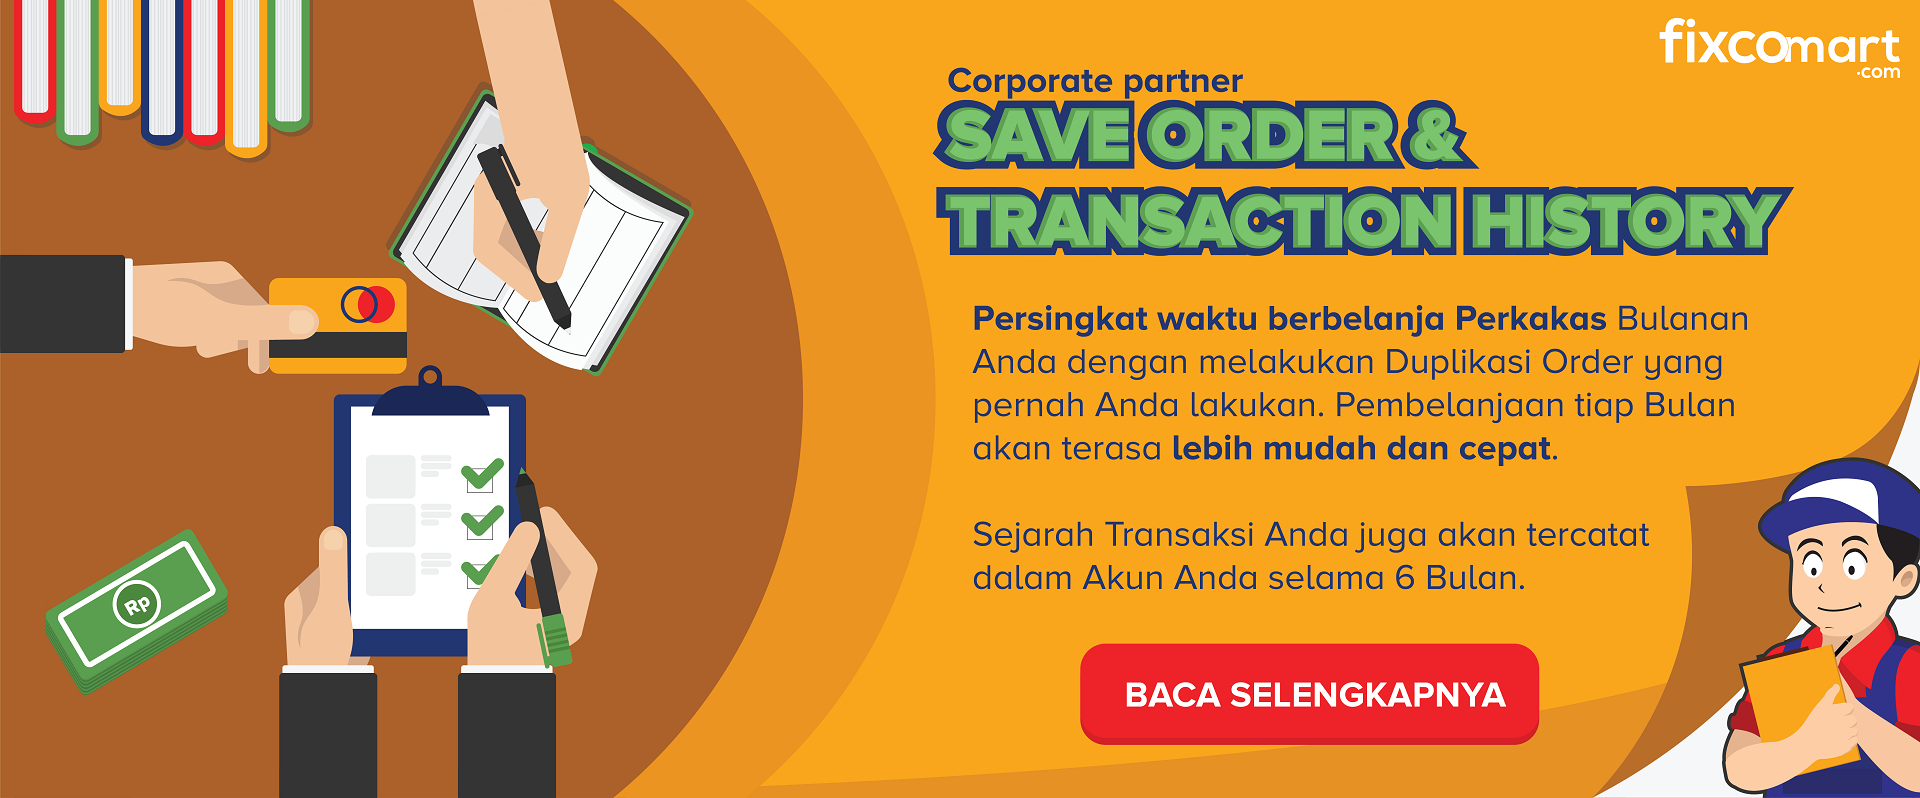 fixcomart
.com
Corporate partner
SAVE ORDER &
TRANSACTION HISTORY
Persingkat waktu berbelanja Perkakas Bulanan
Anda dengan melakukan Duplikasi Order yang
pernah Anda lakukan. Pembelanjaan tiap Bulan
akan terasa lebih mudah dan cepat.
Sejarah Transaksi Anda juga akan tercatat
dalam Akun Anda selama 6 Bulan.
BACA SELENGKAPNYA
Rp